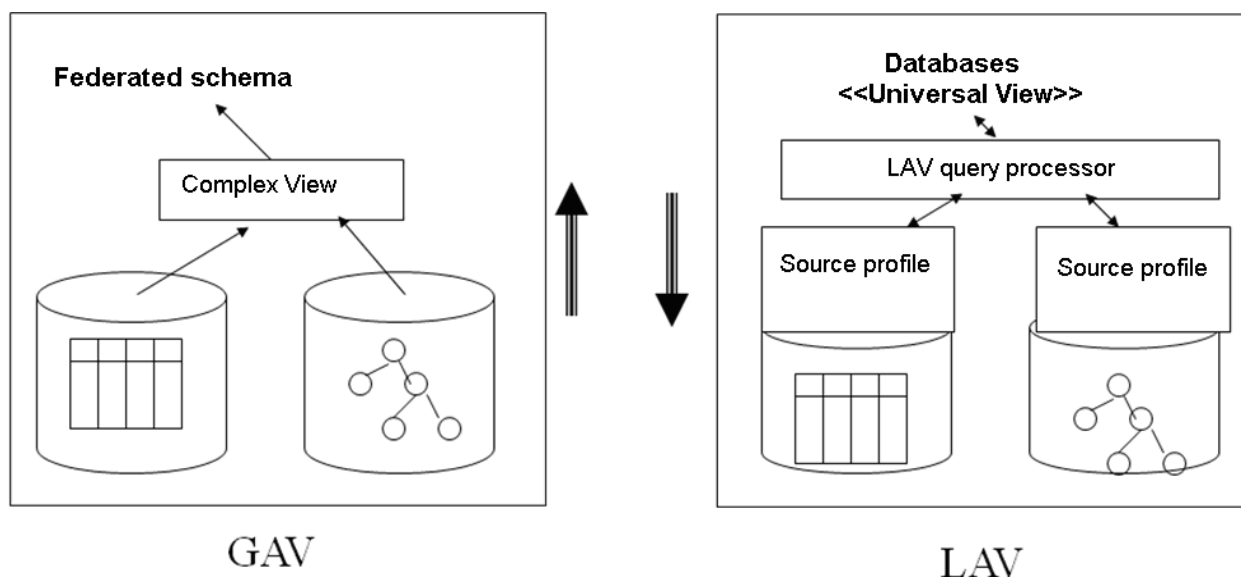 Federated schema
Complex View
GAV
Databases
<<Universal View>>
LAV query processor
Source profile
Source profile
LAV